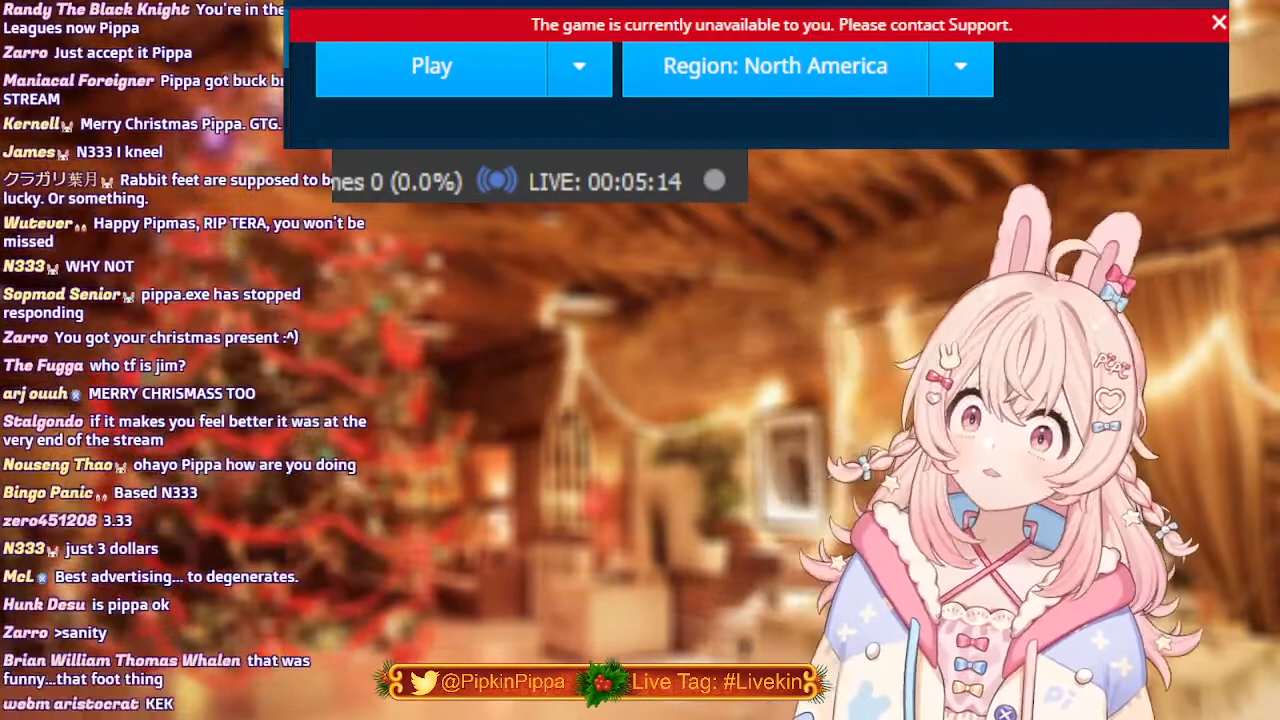 Randy The Black Knight You're in the
Leagues now Pippa
Zarro Just accept it Pippa
Maniacal Foreigner Pippa got buck
STREAM
Kernell Merry Christmas Pippa. GTG.
James N333 I kneel
クラガリ葉月 Rabbit feet are supposed to
lucky. Or something.
Wutever Happy Pipmas, RIP TERA, you won't be
missed
N333 WHY NOT
Sopmod Senior pippa.exe has stopped
responding
Zarro You got your christmas present :^)
The Fugga who tf is jim?
arj ouuh MERRY CHRISMASS TOO
Stalgondo if it makes you feel better it was at the
very end of the stream
Nouseng Thao ohayo Pippa how are you doing
Bingo Panic Based N333
zero451208 3.33
N333 just 3 dollars
McL Best advertising... to degenerates.
Hunk Desu is pippa ok
Zarro >sanity
Brian William Thomas Whalen that was
funny...that foot thing
webm aristocrat KEK
The game is currently unavailable to you. Please contact Support.
Play
Region: North America
mes 0 (0.0%) LIVE: 00:05:14
PiPi
@PipkinPippa Live Tag: #Livekin